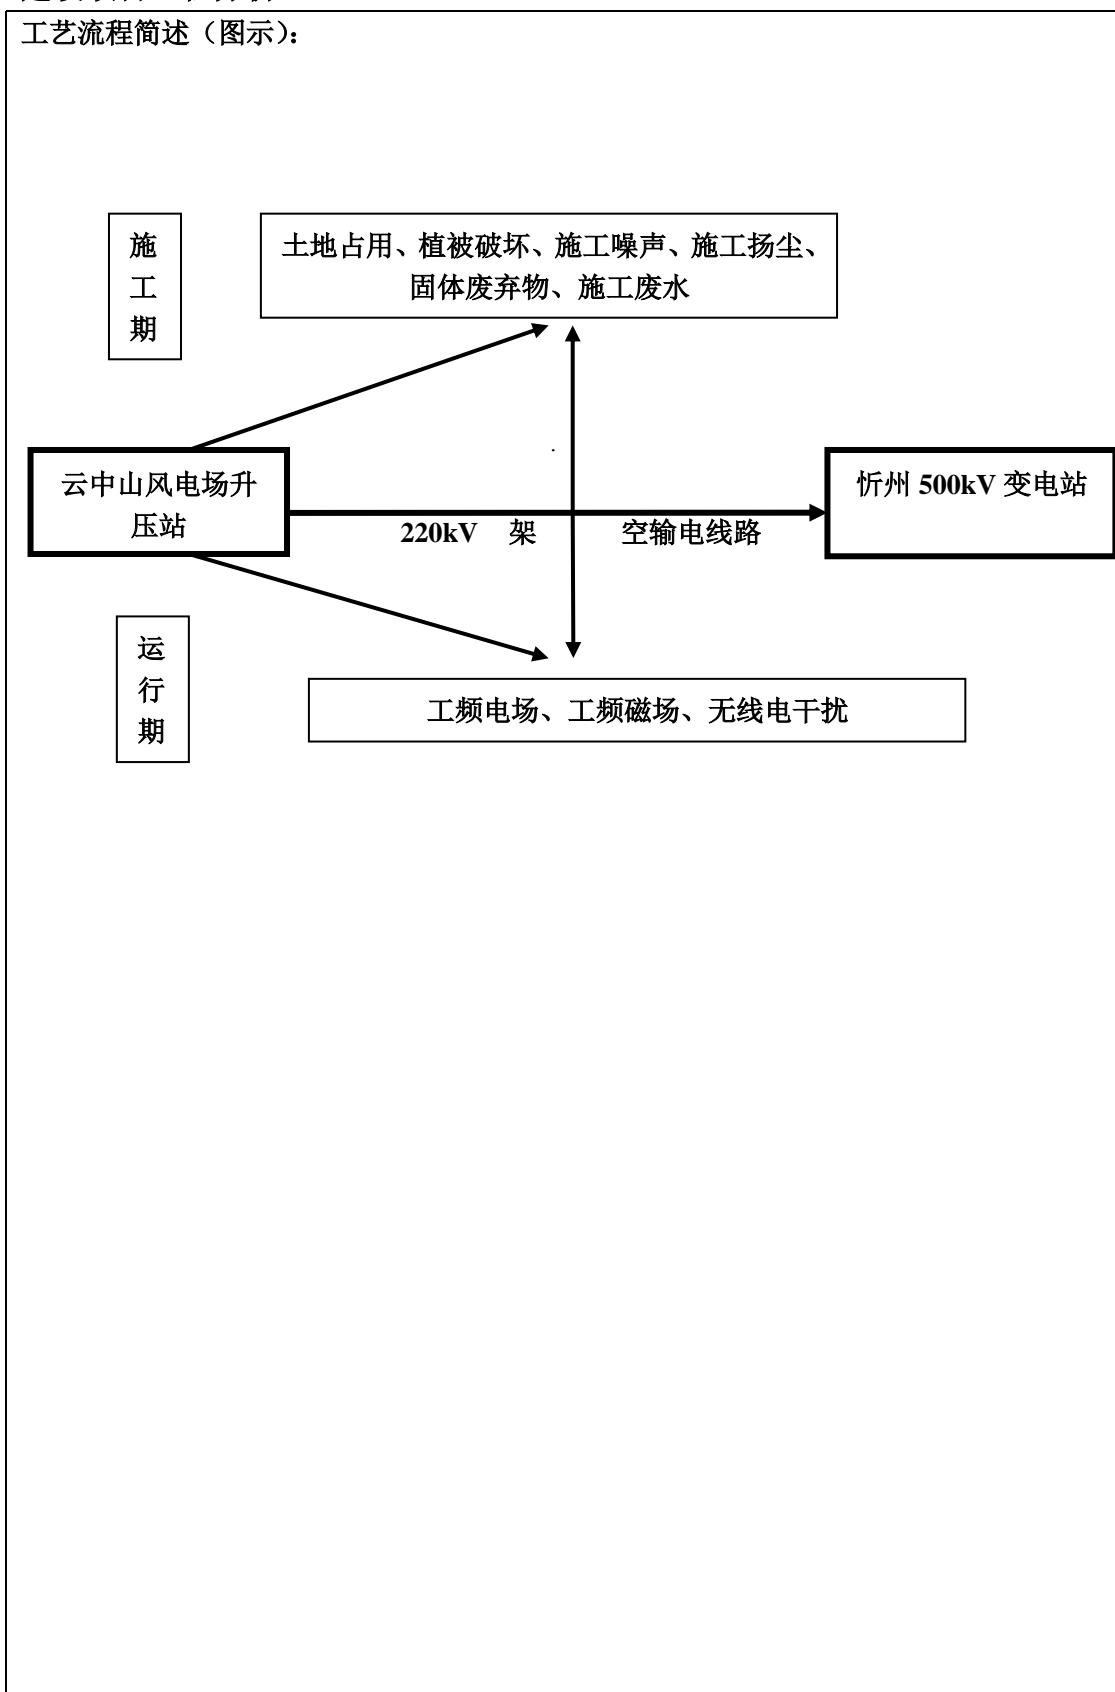 工艺流程简述（图示）：
施
工
期
土地占用、植被破坏、施工噪声、施工扬尘、
固体废弃物、施工废水
云中山风电场升
压站
220kV 架 空输电线路
忻州 500kV 变电站
运
行
期
工频电场、工频磁场、无线电干扰